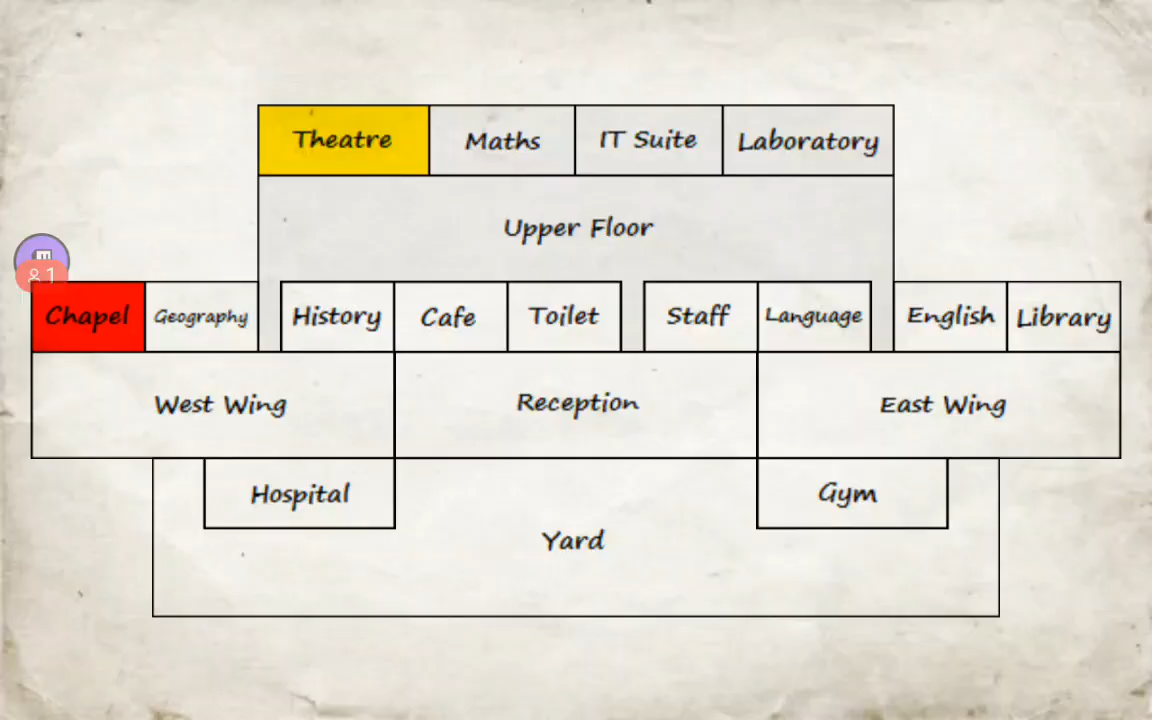 Theatre Maths IT Suite Laboratory
Upper Floor
1
Chapel Geography History Cafe Toilet Staff Language English Library
West Wing Reception East Wing
Hospital Gym
Yard